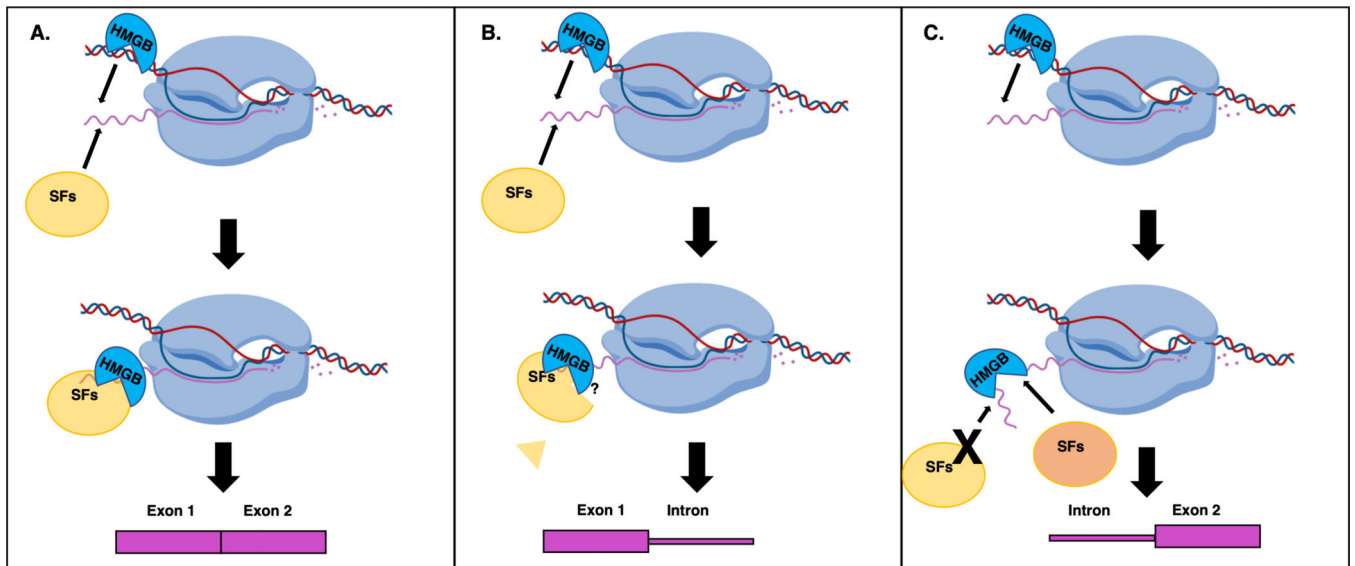 A.
HMGB
SFs
HMGB
SFs
Exon 1 Exon 2
B.
HMGB
SFs
HMGB
SFs
?
Exon 1 Intron
C.
HMGB
HMGB
SFs
X
SFs
Intron Exon 2